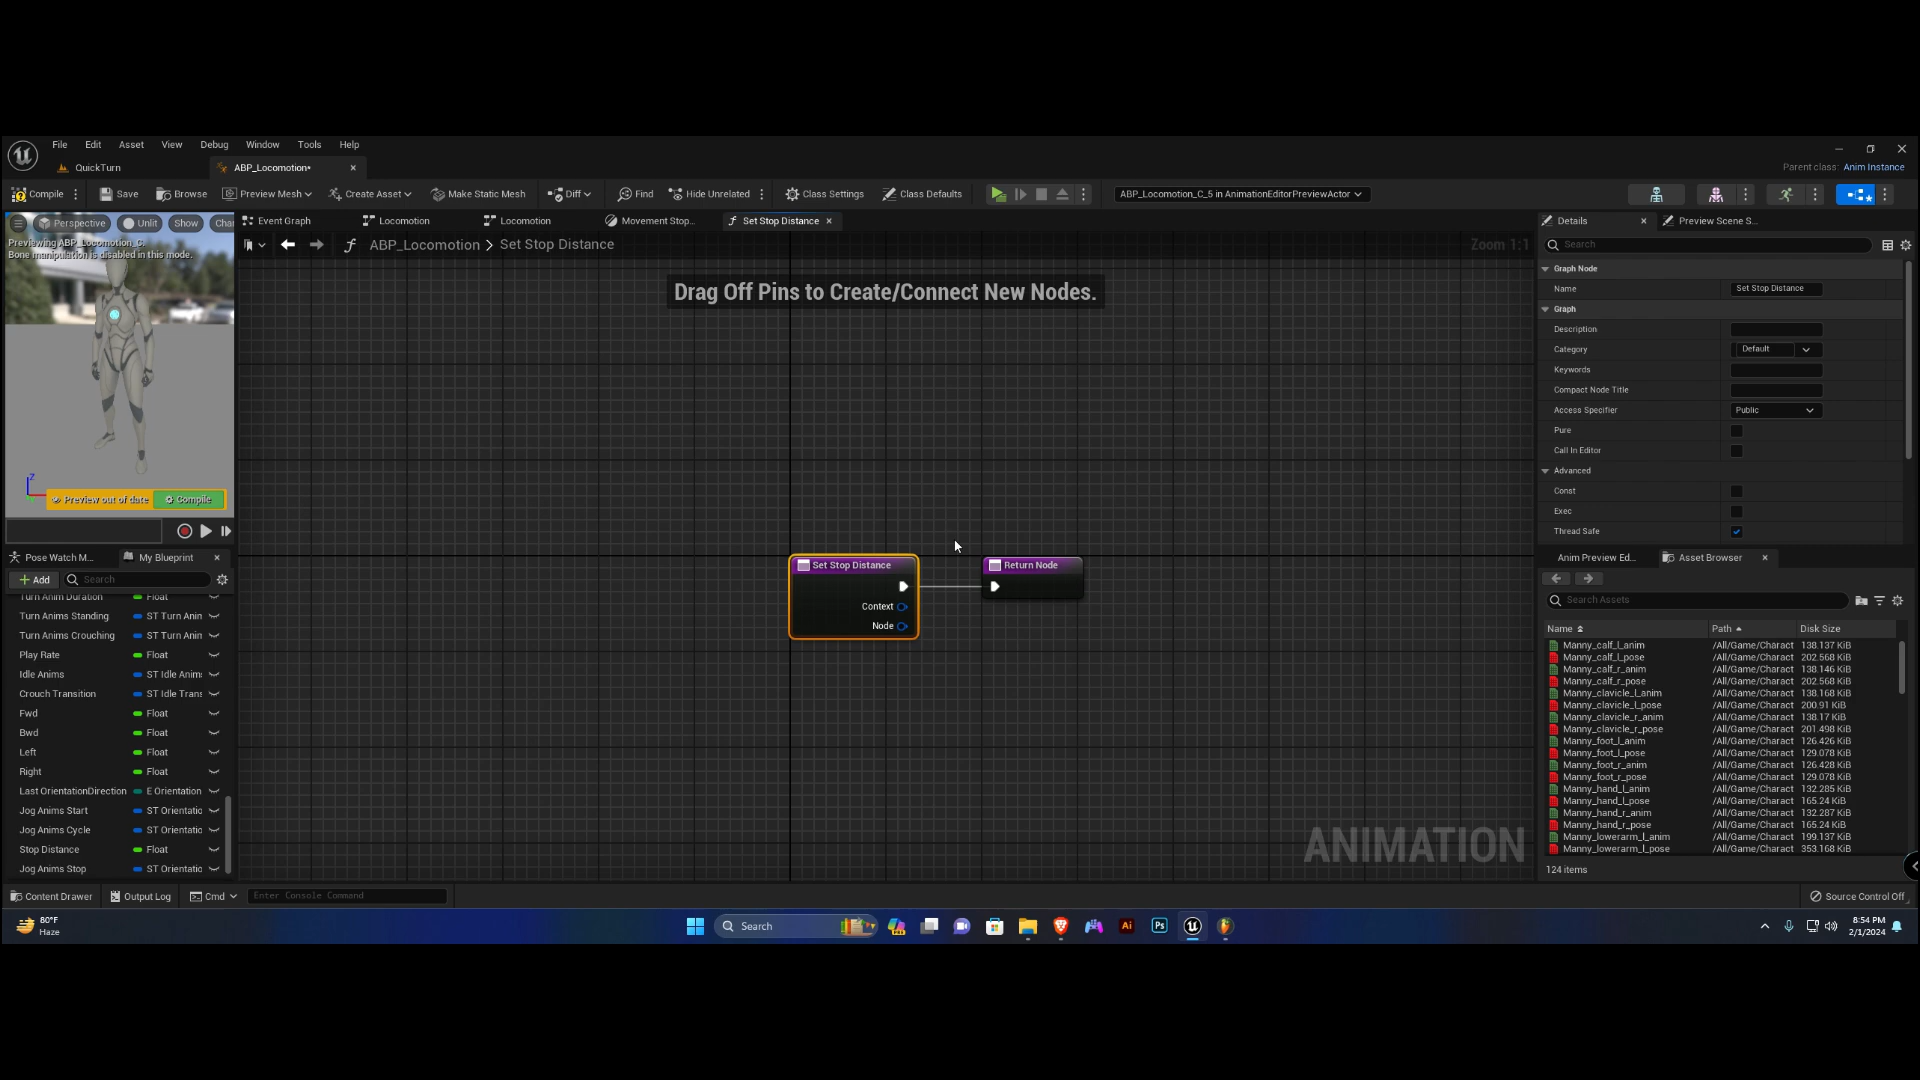 File Edit Asset View Window Tools Help
QuickTurn
ABP_Locomotion*
Parent class: Anim Instance
Compile Save Browse Preview Mesh Create Asset Make Static Mesh Diff Find Hide Unrelated Class Settings Class Defaults ABP_Locomotion_C_5 in AnimationEditorPreviewActor
Perspective Unlit Show Cha
Previewing ABP_Locomotion_C.
Bone manipulation is disabled in this mode.
Z
Preview out of date Compile
Event Graph Locomotion Locomotion Movement Stop... Set Stop Distance
ABP_Locomotion > Set Stop Distance
Zoom 1:1
Drag Off Pins to Create/Connect New Nodes.
Set Stop Distance
Context
Node
Return Node
ANIMATION
Pose Watch M... My Blueprint
+ Add Search
Turn Anim Duration Float
Turn Anims Standing ST Turn Anin
Turn Anims Crouching ST Turn Anin
Play Rate Float
Idle Anims ST Idle Anim:
Crouch Transition ST Idle Trans
Fwd Float
Bwd Float
Left Float
Right Float
Last OrientationDirection E Orientation
Jog Anims Start ST Orientatic
Jog Anims Cycle ST Orientatic
Stop Distance Float
Jog Anims Stop ST Orientatic
Details Preview Scene S...
Search
Graph Node
Name Set Stop Distance
Graph
Description
Category Default
Keywords
Compact Node Title
Access Specifier Public
Pure
Call In Editor
Advanced
Const
Exec
Thread Safe
Anim Preview Ed... Asset Browser
Search Assets
Name Path Disk Size
Manny_calf_l_anim /All/Game/Charact 138.137 KiB
Manny_calf_l_pose /All/Game/Charact 202.568 KiB
Manny_calf_r_anim /All/Game/Charact 138.146 KiB
Manny_calf_r_pose /All/Game/Charact 202.568 KiB
Manny_clavicle_l_anim /All/Game/Charact 138.168 KiB
Manny_clavicle_l_pose /All/Game/Charact 200.91 KiB
Manny_clavicle_r_anim /All/Game/Charact 138.17 KiB
Manny_clavicle_r_pose /All/Game/Charact 201.498 KiB
Manny_foot_l_anim /All/Game/Charact 126.426 KiB
Manny_foot_l_pose /All/Game/Charact 129.078 KiB
Manny_foot_r_anim /All/Game/Charact 126.428 KiB
Manny_foot_r_pose /All/Game/Charact 129.078 KiB
Manny_hand_l_anim /All/Game/Charact 132.285 KiB
Manny_hand_l_pose /All/Game/Charact 165.24 KiB
Manny_hand_r_anim /All/Game/Charact 132.287 KiB
Manny_hand_r_pose /All/Game/Charact 165.24 KiB
Manny_lowerarm_l_anim /All/Game/Charact 199.137 KiB
Manny_lowerarm_l_pose /All/Game/Charact 353.168 KiB
124 items
Content Drawer Output Log Cmd Enter Console Command
Source Control Off
80°F
Haze
Search
Ai Ps
8:54 PM
2/1/2024